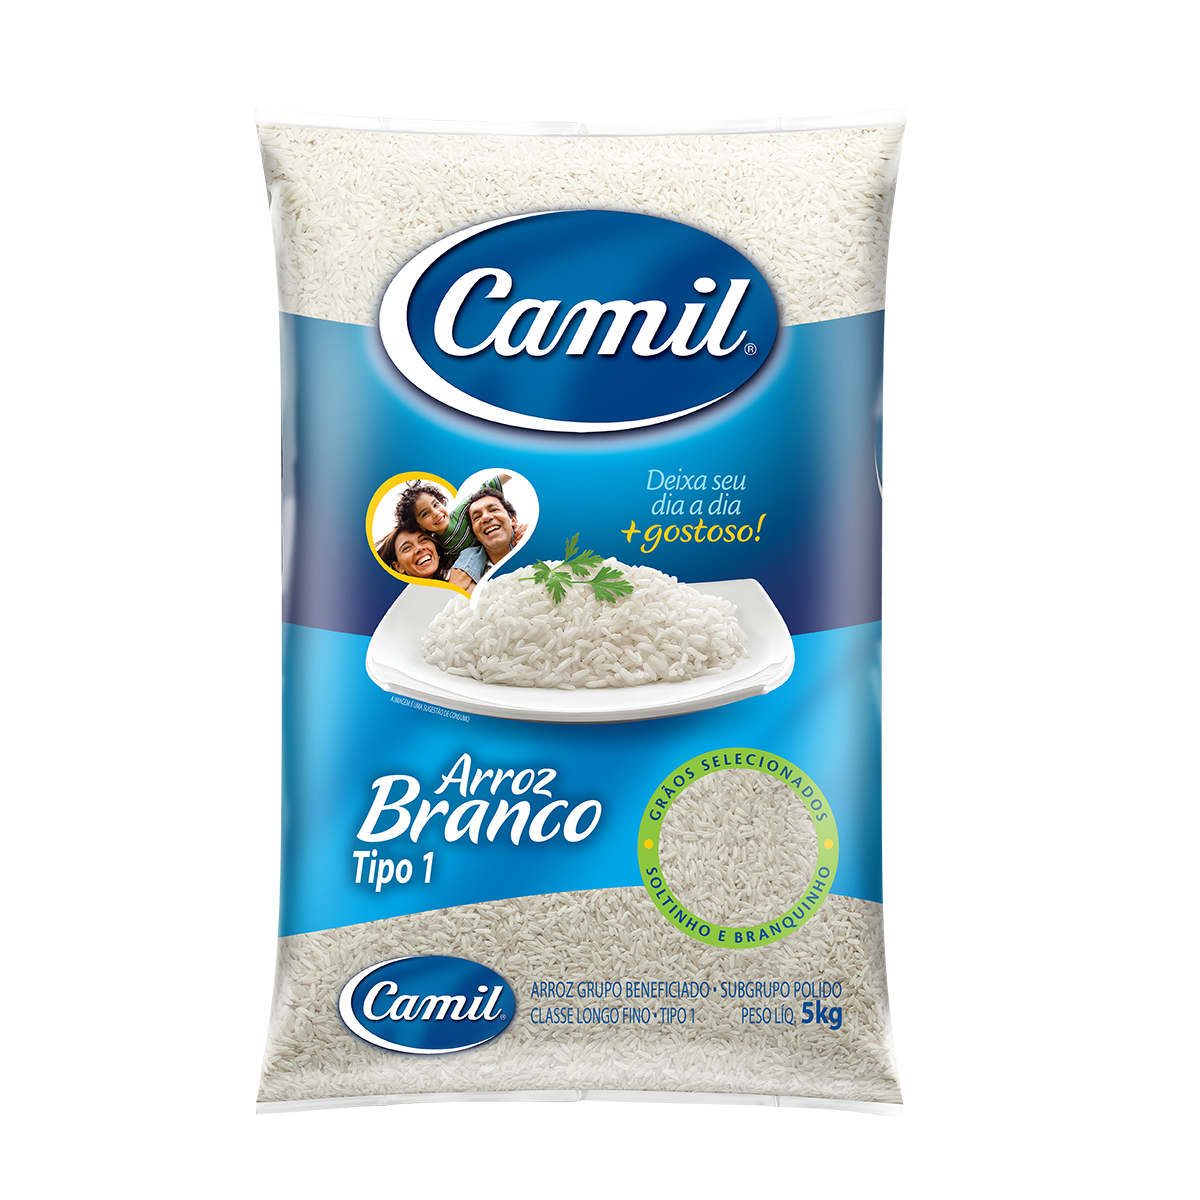 Camil®
Deixa seu
dia a dia
+gostoso!
A IMAGEM É UMA SUGESTÃO DE CONSUMO
Arroz
Branco
Tipo 1
GRÃOS SELECIONADOS
SOLTINHO E BRANQUINHO
Camil®
ARROZ GRUPO BENEFICIADO • SUBGRUPO POLIDO
CLASSE LONGO FINO • TIPO 1 PESO LÍQ. 5kg